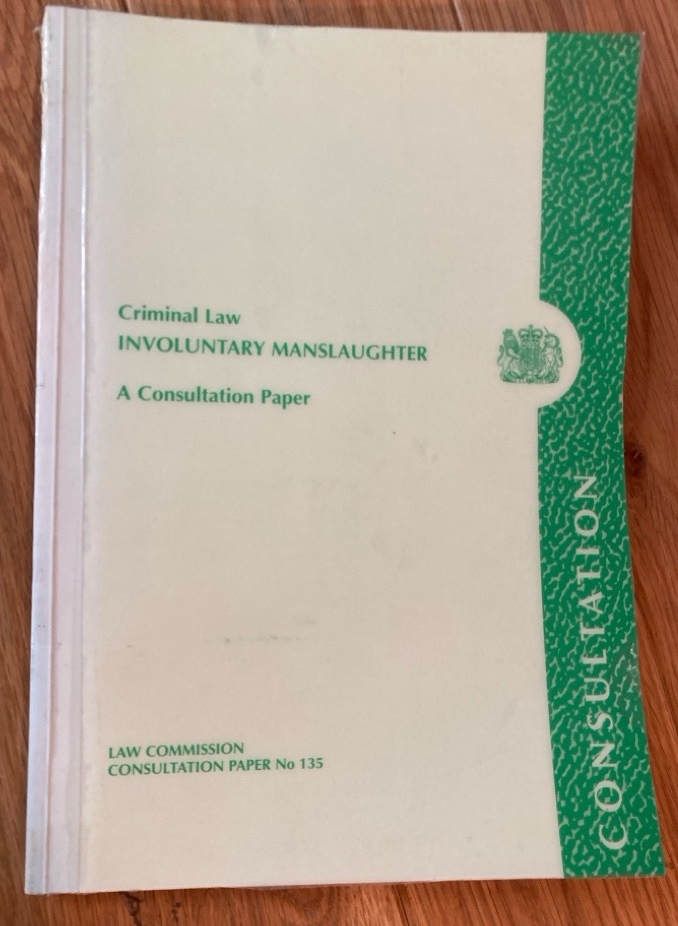 Criminal Law
INVOLUNTARY MANSLAUGHTER
A Consultation Paper
LAW COMMISSION
CONSULTATION PAPER No 135
CONSULTATION